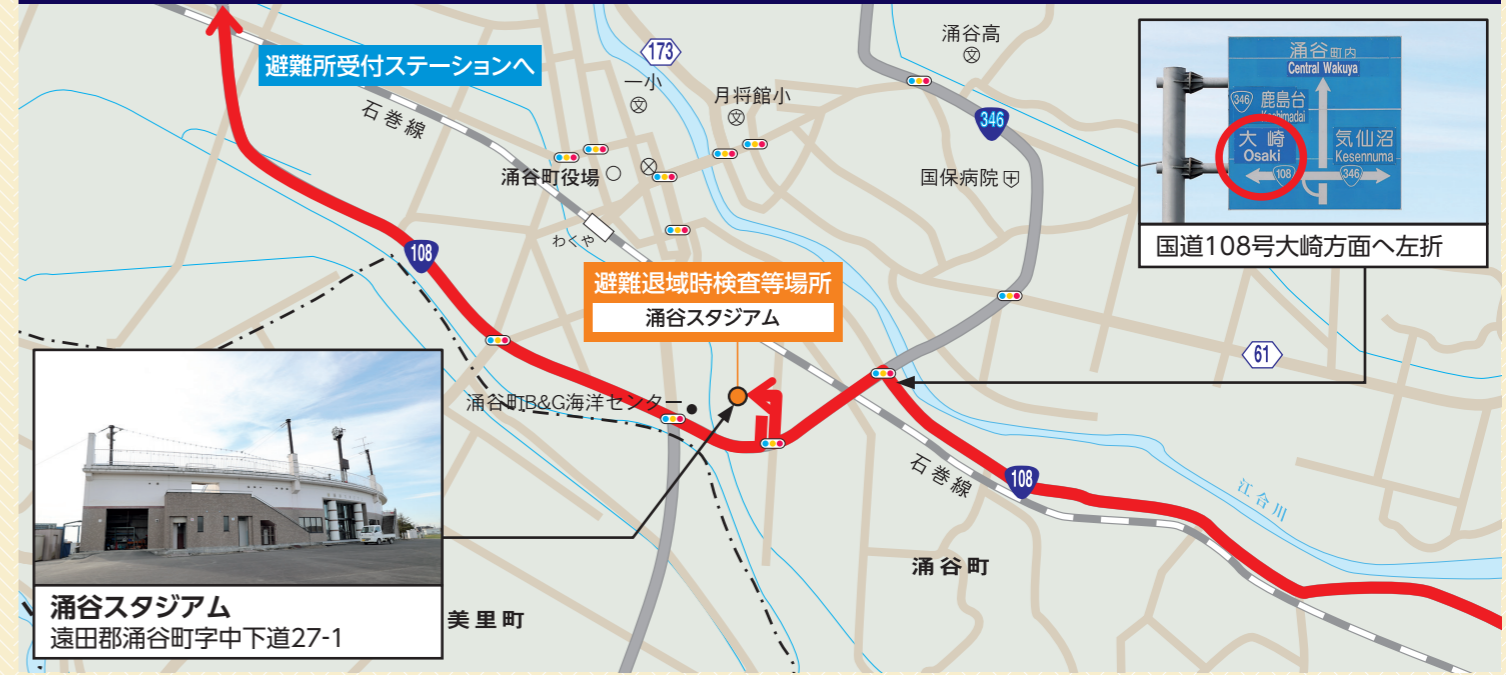 避難所受付ステーションへ
173
一小
月将館小
涌谷高
346
石巻線
涌谷町役場
国保病院
わくや
108
避難退域時検査等場所
涌谷スタジアム
61
涌谷町B&G海洋センター
石巻線
108
江合川
涌谷町
美里町
涌谷町内
Central Wakuya
346 鹿島台
Kashimadai
大崎
Osaki
108
気仙沼
Kesennuma
346
国道108号大崎方面へ左折
涌谷スタジアム
遠田郡涌谷町字中下道27-1